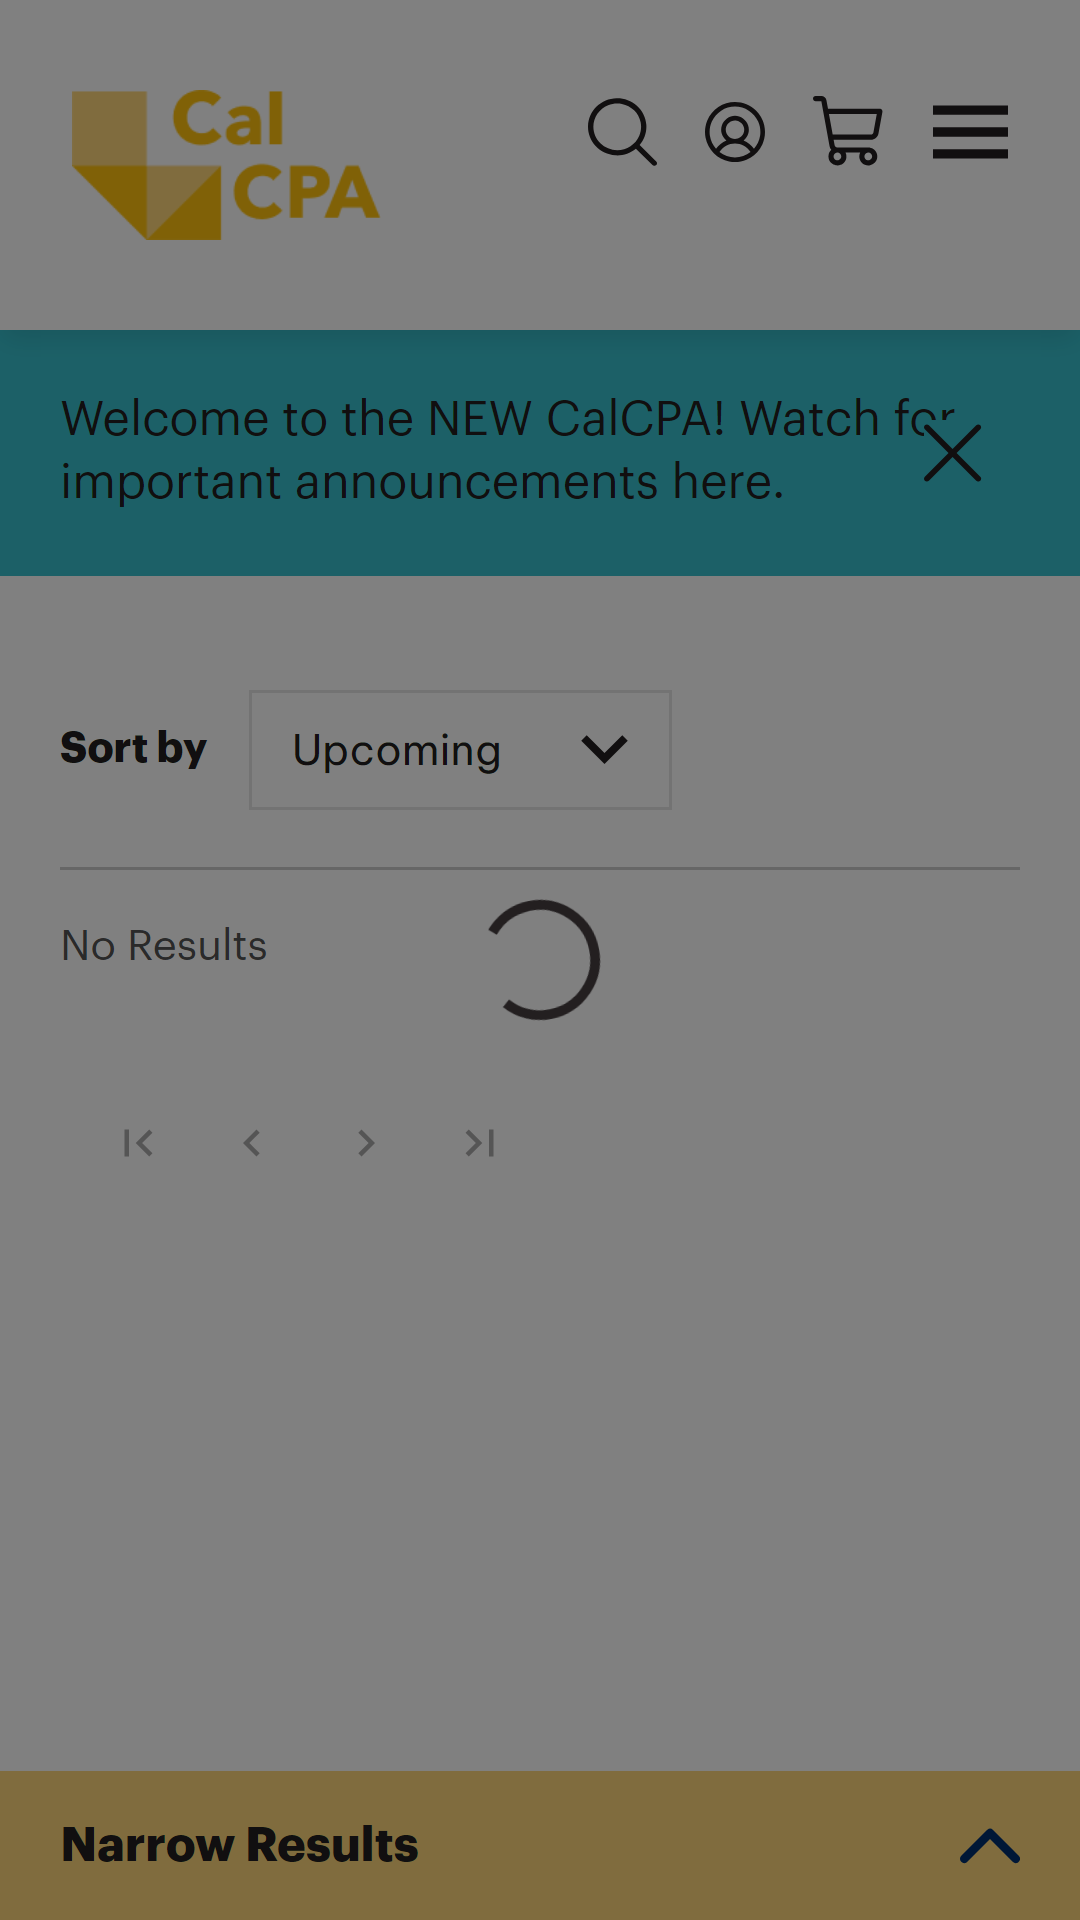 Cal
CPA
Welcome to the NEW CalCPA! Watch for
important announcements here.
Sort by
Upcoming
No Results
Narrow Results